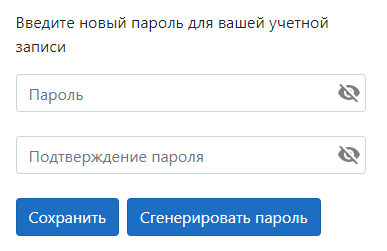 Введите новый пароль для вашей учетной
записи
Пароль
Подтверждение пароля
Сохранить
Сгенерировать пароль